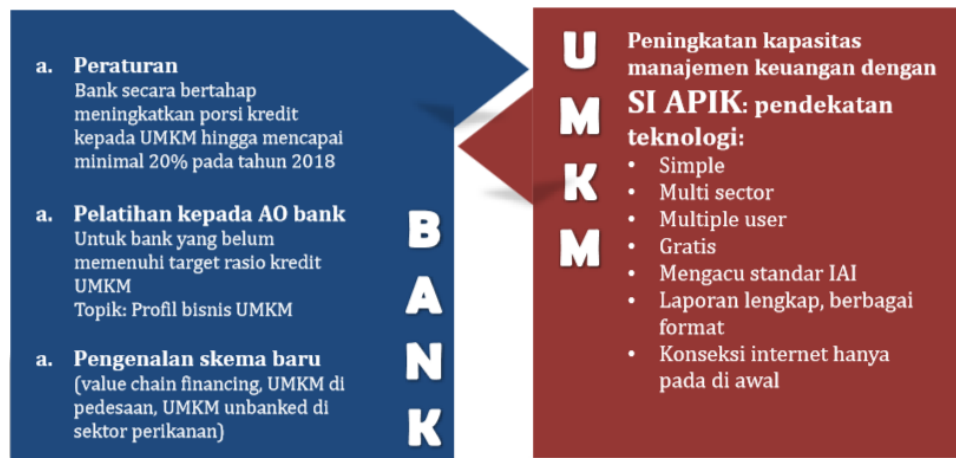 a. Peraturan
Bank secara bertahap
meningkatkan porsi kredit
kepada UMKM hingga mencapai
minimal 20% pada tahun 2018
a. Pelatihan kepada AO bank
Untuk bank yang belum
memenuhi target rasio kredit
UMKM
Topik: Profil bisnis UMKM
a. Pengenalan skema baru
(value chain financing, UMKM di
pedesaan, UMKM unbanked di
sektor perikanan)
B
A
N
K
U
M
K
M
Peningkatan kapasitas
manajemen keuangan dengan
SI APIK: pendekatan
teknologi:
• Simple
• Multi sector
• Multiple user
• Gratis
• Mengacu standar IAI
• Laporan lengkap, berbagai
format
• Konseksi internet hanya
pada di awal